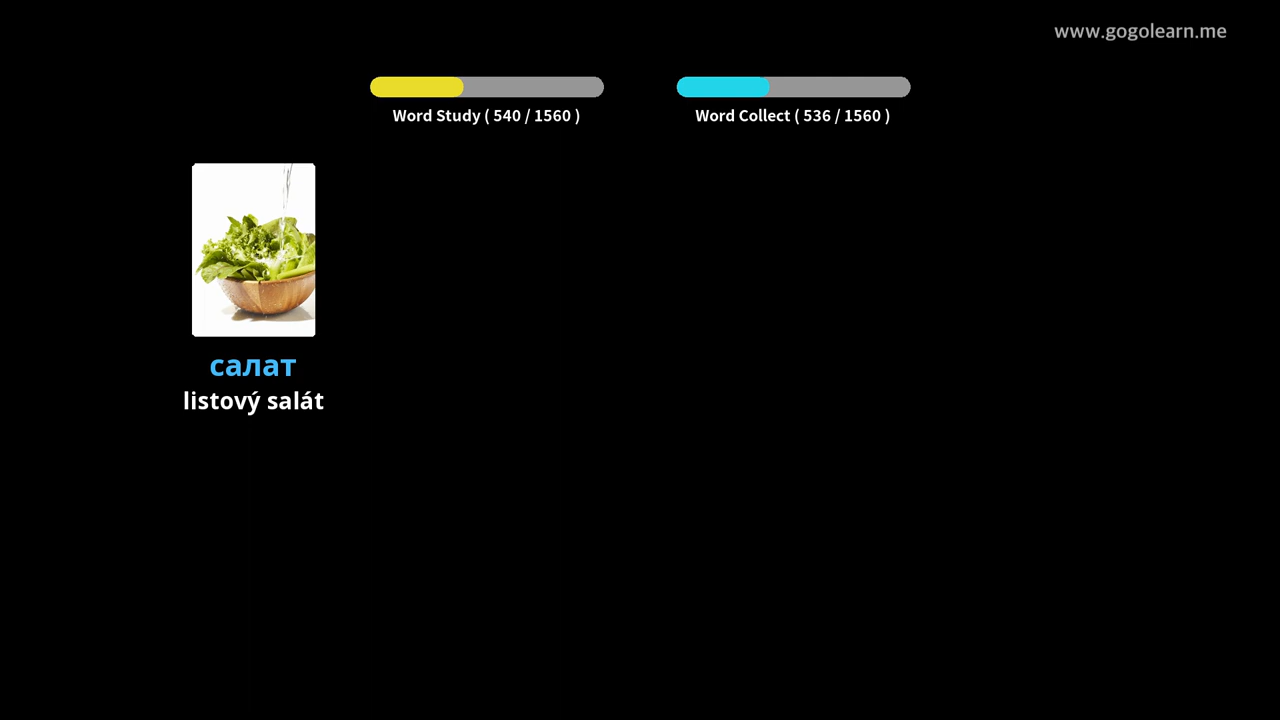 www.gogolearn.me
Word Study ( 540 / 1560 )
Word Collect ( 536 / 1560 )
салат
listový salát